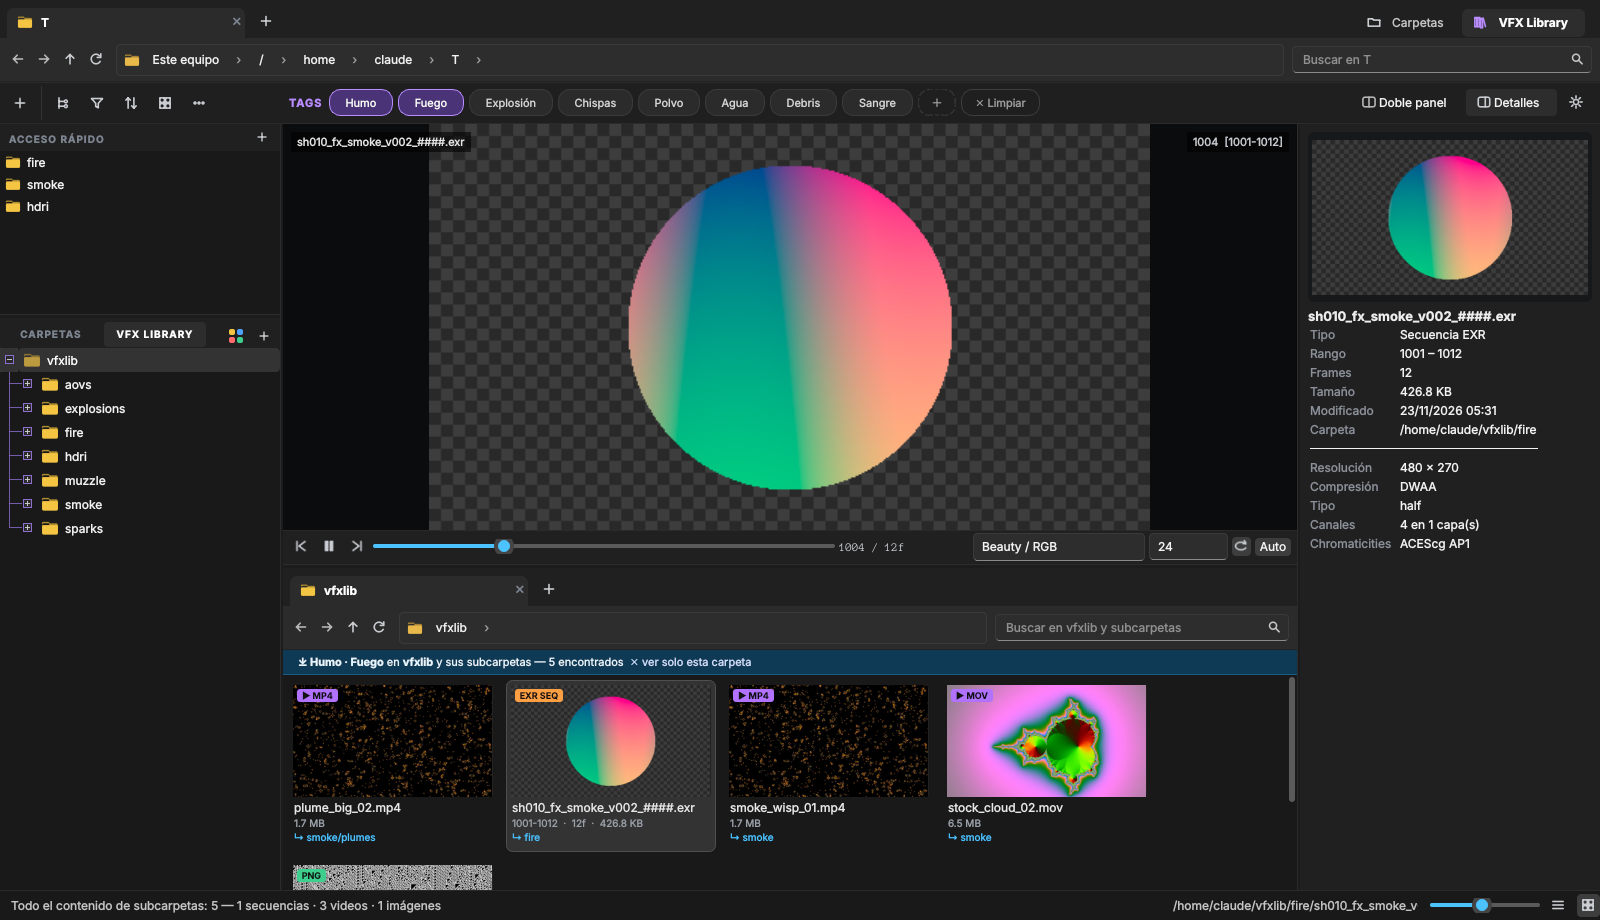 T
Carpetas
VFX Library
Este equipo › / › home › claude › T ›
Buscar en T
TAGS Humo Fuego Explosión Chispas Polvo Agua Debris Sangre + × Limpiar
Doble panel
Detalles
ACCESO RÁPIDO
fire
smoke
hdri
CARPETAS VFX LIBRARY
vfxlib
aovs
explosions
fire
hdri
muzzle
smoke
sparks
sh010_fx_smoke_v002_####.exr
1004 [1001-1012]
1004 / 12f
Beauty / RGB
24
Auto
vfxlib
vfxlib ›
Buscar en vfxlib y subcarpetas
Humo · Fuego en vfxlib y sus subcarpetas — 5 encontrados × ver solo esta carpeta
MP4
plume_big_02.mp4
1.7 MB
↳ smoke/plumes
EXR SEQ
sh010_fx_smoke_v002_####.exr
1001-1012 · 12f · 426.8 KB
↳ fire
MP4
smoke_wisp_01.mp4
1.7 MB
↳ smoke
MOV
stock_cloud_02.mov
6.5 MB
↳ smoke
PNG
sh010_fx_smoke_v002_####.exr
Tipo Secuencia EXR
Rango 1001 – 1012
Frames 12
Tamaño 426.8 KB
Modificado 23/11/2026 05:31
Carpeta /home/claude/vfxlib/fire
Resolución 480 × 270
Compresión DWAA
Tipo half
Canales 4 en 1 capa(s)
Chromaticities ACEScg AP1
Todo el contenido de subcarpetas: 5 — 1 secuencias · 3 videos · 1 imágenes
/home/claude/vfxlib/fire/sh010_fx_smoke_v